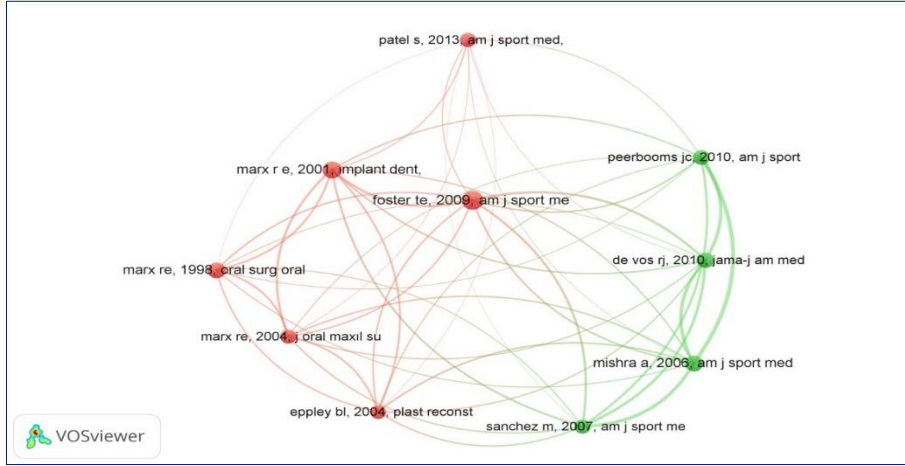 patel s, 2013, am j sport med,
peerbooms jc, 2010, am j sport
marx r e, 2001, implant dent,
foster te, 2009, am j sport me
de vos rj, 2010, jama-j am med
marx re, 1998, oral surg oral
marx re, 2004, j oral maxıl su
mishra a, 2006, am j sport med
eppley bl, 2004, plast reconst
sanchez m, 2007, am j sport me
VOSviewer